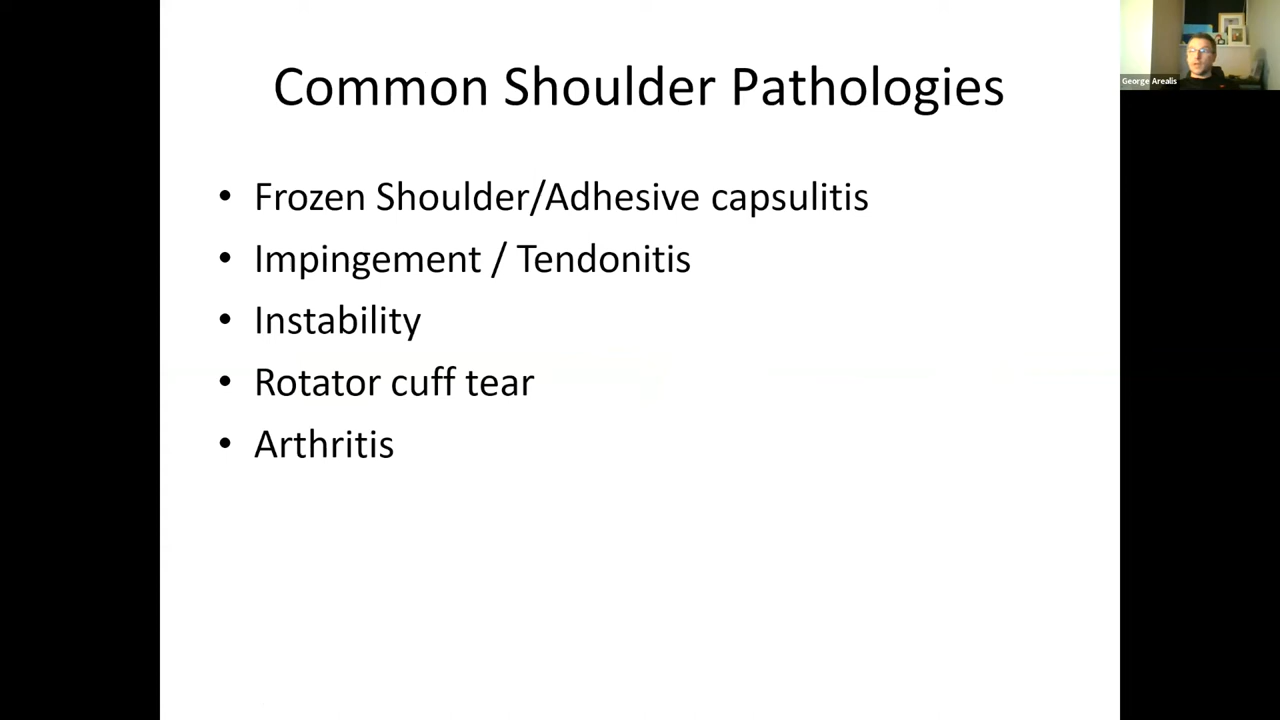 Common Shoulder Pathologies
• Frozen Shoulder/Adhesive capsulitis
• Impingement / Tendonitis
• Instability
• Rotator cuff tear
• Arthritis
George Arealis